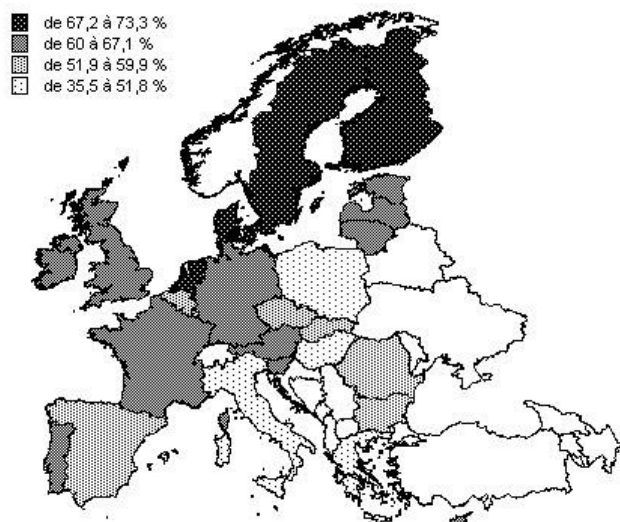 de 67,2 à 73,3 %
de 60 à 67,1 %
de 51,9 à 59,9 %
de 35,5 à 51,8 %